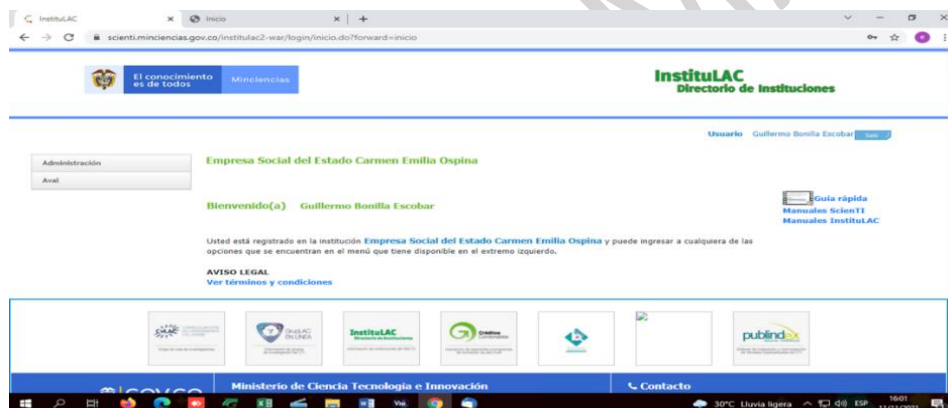 InstituLAC
Inicio
scienti.minciencias.gov.co/institulac2-war/login/inicio.do?forward=inicio
El conocimiento
es de todos
Minciencias
InstituLAC
Directorio de Instituciones
Usuario Guillermo Bonilla Escobar
Administración
Aval
Empresa Social del Estado Carmen Emilia Ospina
Bienvenido(a) Guillermo Bonilla Escobar
Guía rápida
Manuales ScienTI
Manuales InstituLAC
Usted está registrado en la institución Empresa Social del Estado Carmen Emilia Ospina y puede ingresar a cualquiera de las
opciones que se encuentran en el menú que tiene disponible en el extremo izquierdo.
AVISO LEGAL
Ver términos y condiciones
InstituLAC
publindex
Ministerio de Ciencia Tecnología e Innovación
Contacto
30°C Lluvia ligera
ESP
16:01